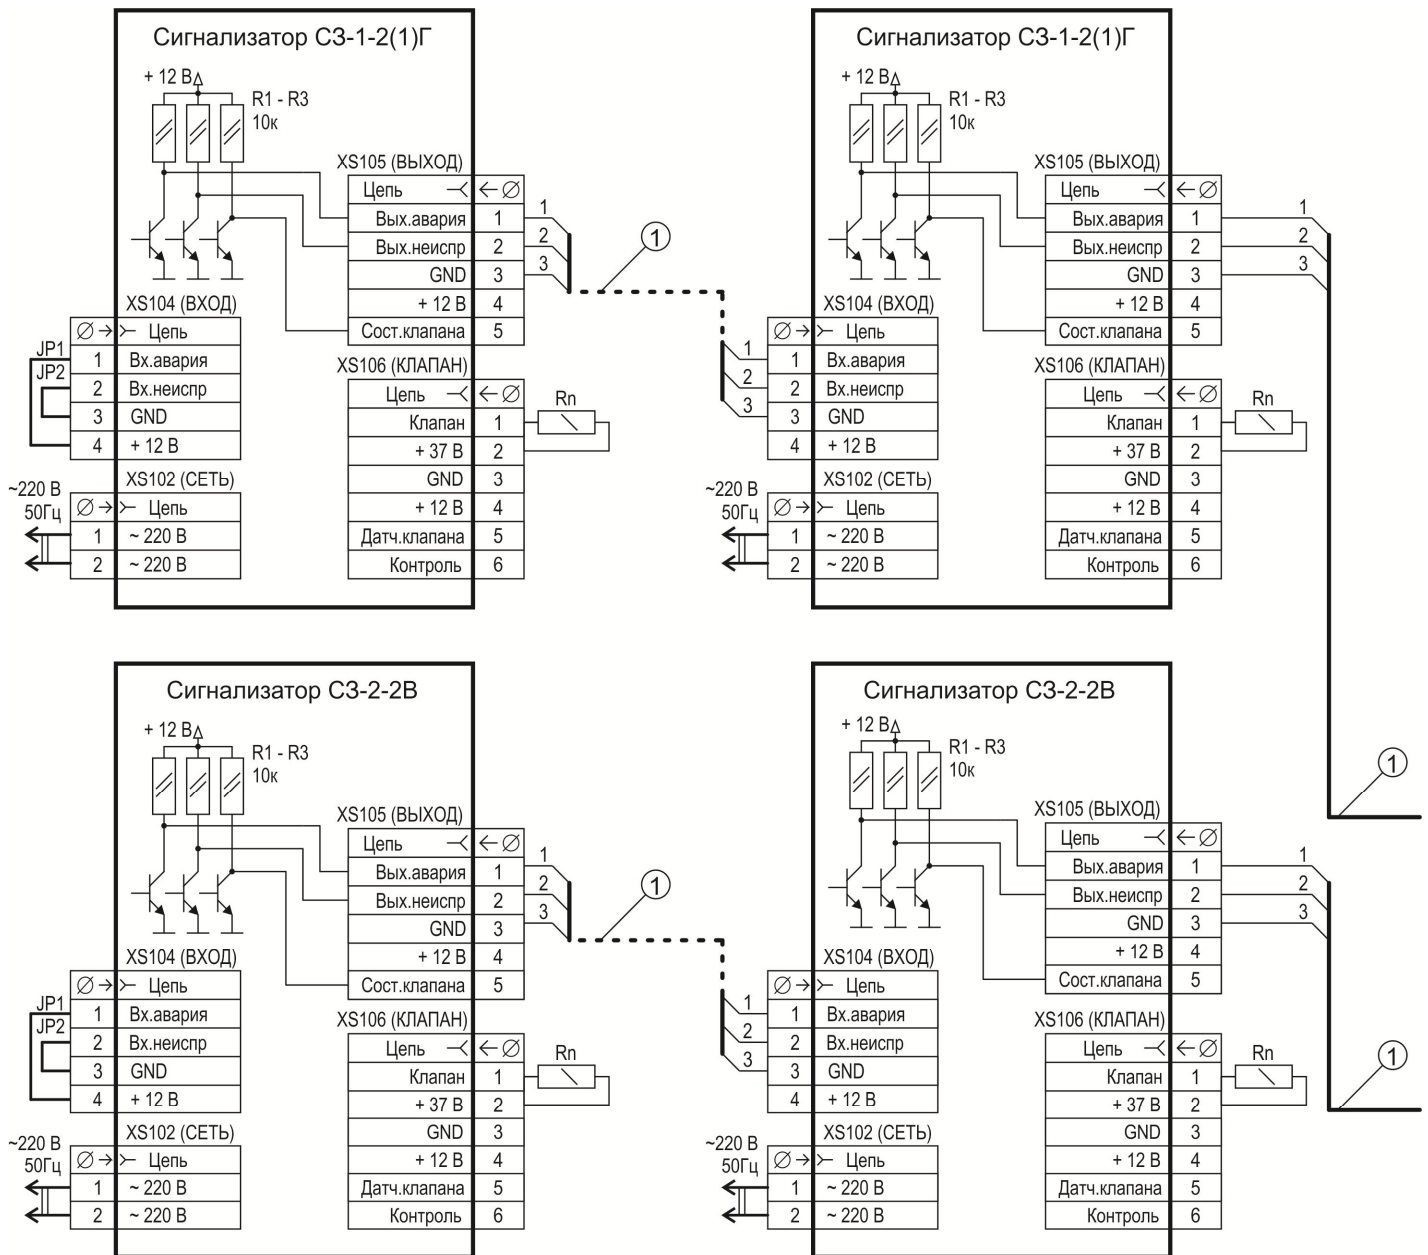 Сигнализатор СЗ-1-2(1)Г
+ 12 В
R1 - R3
10к
XS105 (ВЫХОД)
Цепь
Вых.авария 1
Вых.неиспр 2
GND 3
+ 12 В 4
Сост.клапана 5
1
2
3
1
XS104 (ВХОД)
Цепь
JP1
JP2
1 Вх.авария
2 Вх.неиспр
3 GND
4 + 12 В
XS106 (КЛАПАН)
Цепь
Клапан 1
+ 37 В 2
GND 3
+ 12 В 4
Датч.клапана 5
Контроль 6
Rn
XS102 (СЕТЬ)
~220 В
50Гц
Цепь
1 ~ 220 В
2 ~ 220 В
Сигнализатор СЗ-1-2(1)Г
+ 12 В
R1 - R3
10к
XS105 (ВЫХОД)
Цепь
Вых.авария 1
Вых.неиспр 2
GND 3
+ 12 В 4
Сост.клапана 5
1
2
3
XS104 (ВХОД)
Цепь
1
2
3
1 Вх.авария
2 Вх.неиспр
3 GND
4 + 12 В
XS106 (КЛАПАН)
Цепь
Клапан 1
+ 37 В 2
GND 3
+ 12 В 4
Датч.клапана 5
Контроль 6
Rn
XS102 (СЕТЬ)
~220 В
50Гц
Цепь
1 ~ 220 В
2 ~ 220 В
1
Сигнализатор СЗ-2-2В
+ 12 В
R1 - R3
10к
XS105 (ВЫХОД)
Цепь
Вых.авария 1
Вых.неиспр 2
GND 3
+ 12 В 4
Сост.клапана 5
1
2
3
1
XS104 (ВХОД)
Цепь
JP1
JP2
1 Вх.авария
2 Вх.неиспр
3 GND
4 + 12 В
XS106 (КЛАПАН)
Цепь
Клапан 1
+ 37 В 2
GND 3
+ 12 В 4
Датч.клапана 5
Контроль 6
Rn
XS102 (СЕТЬ)
~220 В
50Гц
Цепь
1 ~ 220 В
2 ~ 220 В
Сигнализатор СЗ-2-2В
+ 12 В
R1 - R3
10к
XS105 (ВЫХОД)
Цепь
Вых.авария 1
Вых.неиспр 2
GND 3
+ 12 В 4
Сост.клапана 5
1
2
3
XS104 (ВХОД)
Цепь
1
2
3
1 Вх.авария
2 Вх.неиспр
3 GND
4 + 12 В
XS106 (КЛАПАН)
Цепь
Клапан 1
+ 37 В 2
GND 3
+ 12 В 4
Датч.клапана 5
Контроль 6
Rn
1
XS102 (СЕТЬ)
~220 В
50Гц
Цепь
1 ~ 220 В
2 ~ 220 В